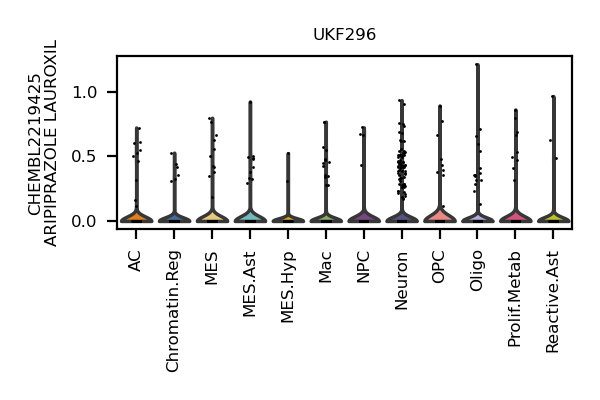 UKF296
CHEMBL2219425
ARIPIPRAZOLE LAUROXIL
1.0
0.5
0.0
AC
Chromatin.Reg
MES
MES.Ast
MES.Hyp
Mac
NPC
Neuron
OPC
Oligo
Prolif.Metab
Reactive.Ast